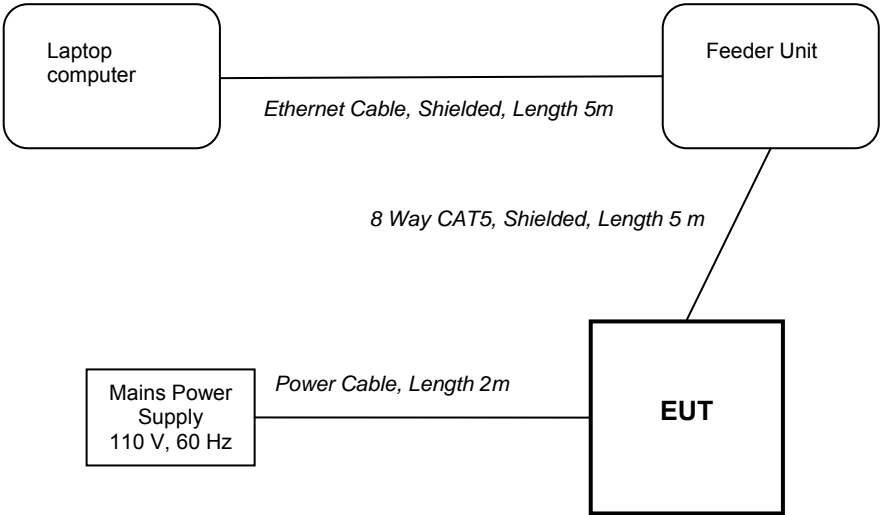 Laptop
computer
Feeder Unit
Ethernet Cable, Shielded, Length 5m
8 Way CAT5, Shielded, Length 5 m
Power Cable, Length 2m
Mains Power
Supply
110 V, 60 Hz
EUT